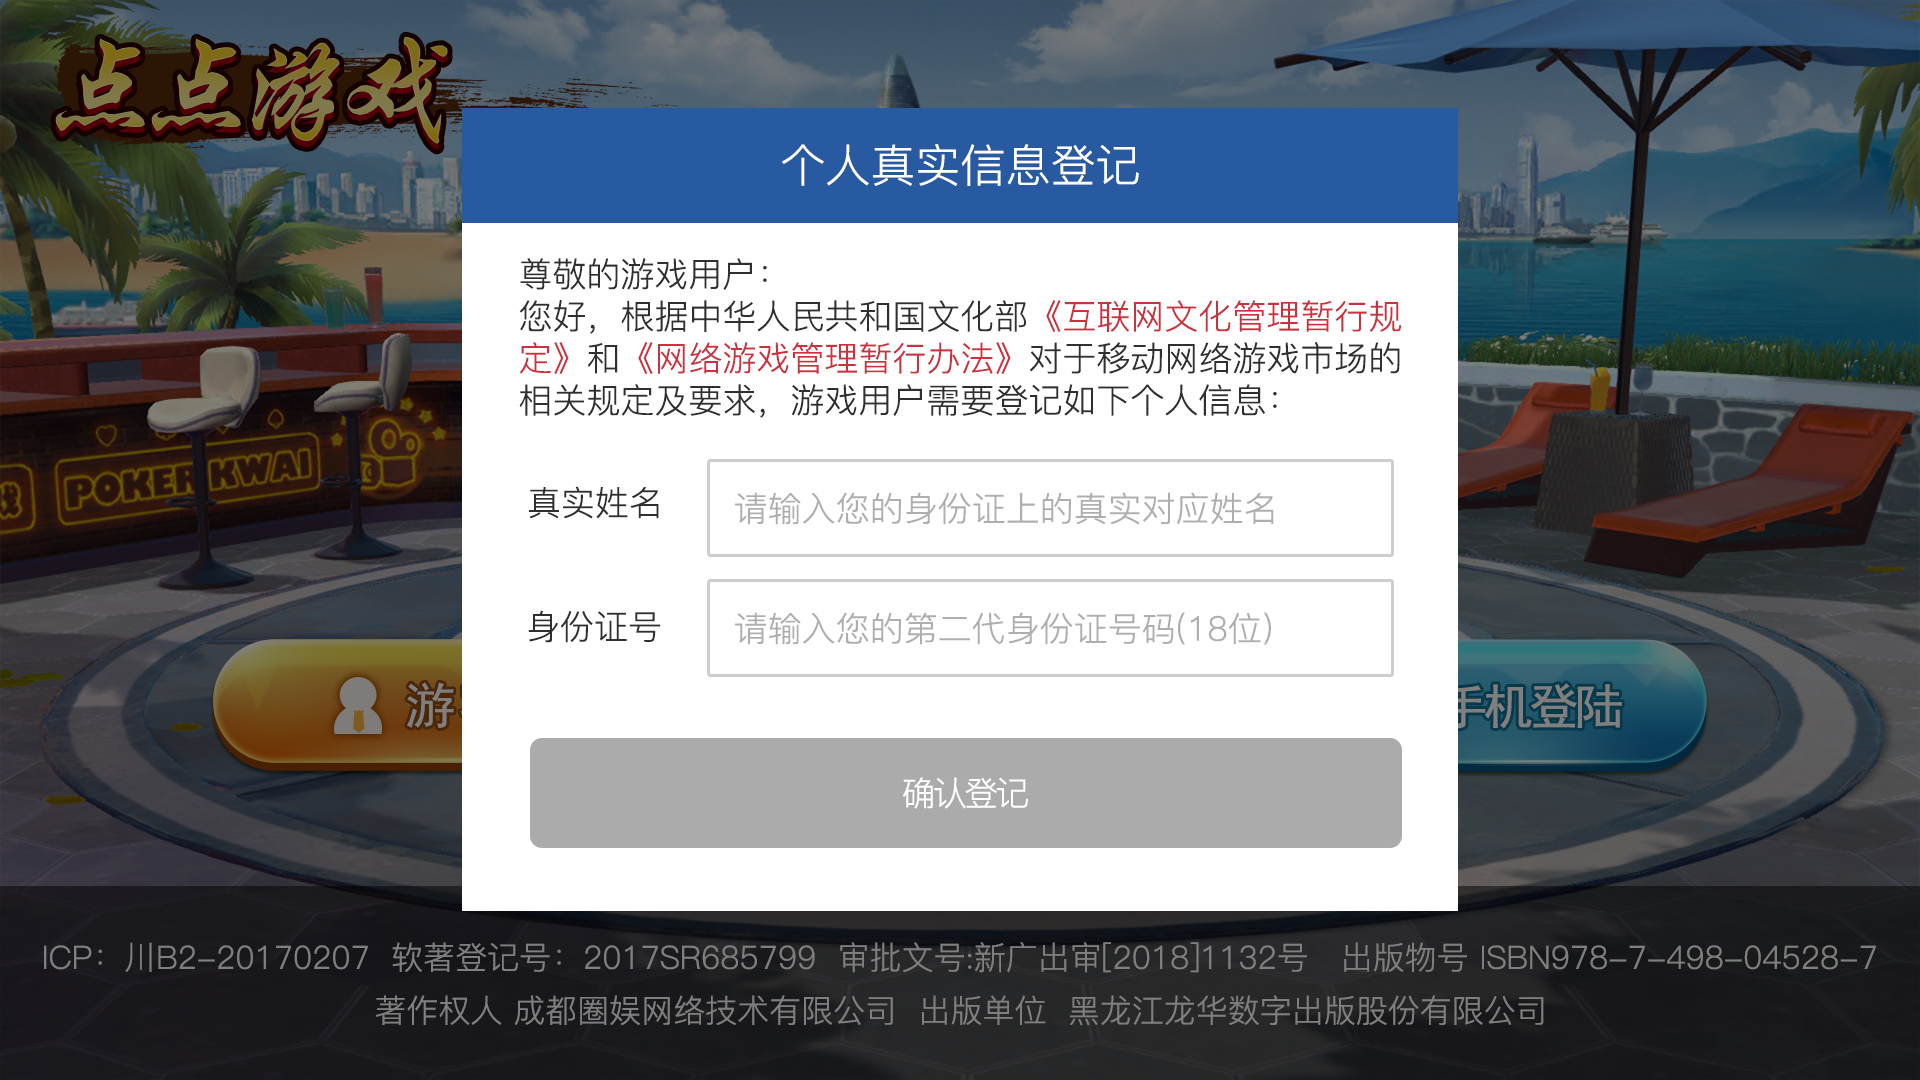 点点游戏
个人真实信息登记
尊敬的游戏用户：
您好，根据中华人民共和国文化部《互联网文化管理暂行规
定》和《网络游戏管理暂行办法》对于移动网络游戏市场的
相关规定及要求，游戏用户需要登记如下个人信息：
POKER KWAI
真实姓名
请输入您的身份证上的真实对应姓名
身份证号
请输入您的第二代身份证号码(18位)
游
手机登陆
确认登记
ICP：川B2-20170207 软著登记号：2017SR685799 审批文号:新广出审[2018]1132号 出版物号 ISBN978-7-498-04528-7
著作权人 成都圈娱网络技术有限公司 出版单位 黑龙江龙华数字出版股份有限公司